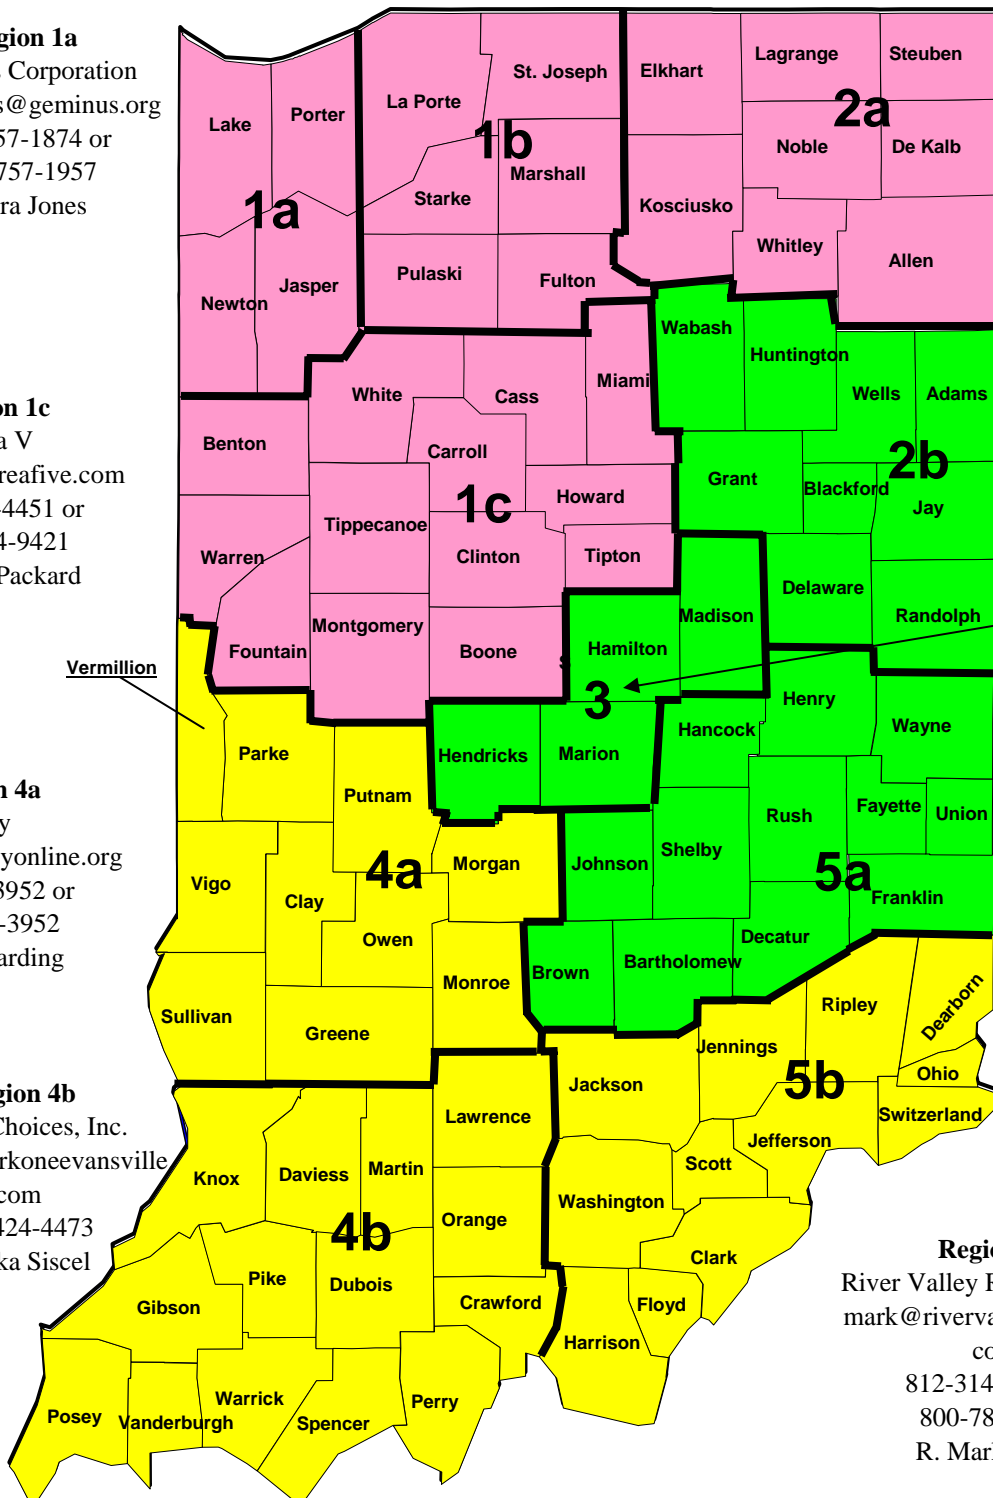 gion 1a
s Corporation
s@geminus.org
57-1874 or
757-1957
ra Jones
on 1c
a V
reafive.com
-4451 or
4-9421
Packard
Vermillion
n 4a
y
yonline.org
3952 or
-3952
arding
gion 4b
Choices, Inc.
rkoneevansville
.com
424-4473
ka Siscel
Regio
River Valley R
mark@riverva
co
812-314
800-78
R. Mar
Lake
Porter
1a
Newton
Jasper
La Porte
St. Joseph
1b
Marshall
Starke
Pulaski
Fulton
Elkhart
Lagrange
Steuben
2a
Noble
De Kalb
Kosciusko
Whitley
Allen
White
Cass
Miami
Benton
Carroll
1c
Howard
Tippecanoe
Warren
Clinton
Tipton
Fountain
Montgomery
Boone
Wabash
Huntington
Wells
Adams
2b
Grant
Blackford
Jay
Delaware
Randolph
Madison
s
Hamilton
3
Hendricks
Marion
Hancock
Henry
Wayne
Rush
Fayette
Union
Johnson
Shelby
5a
Franklin
Decatur
Brown
Bartholomew
Parke
Putnam
Morgan
4a
Vigo
Clay
Owen
Monroe
Sullivan
Greene
Jackson
Jennings
Ripley
Dearborn
5b
Ohio
Switzerland
Jefferson
Scott
Washington
Clark
Floyd
Harrison
Lawrence
Knox
Daviess
Martin
Orange
4b
Pike
Dubois
Gibson
Crawford
Posey
Vanderburgh
Warrick
Spencer
Perry